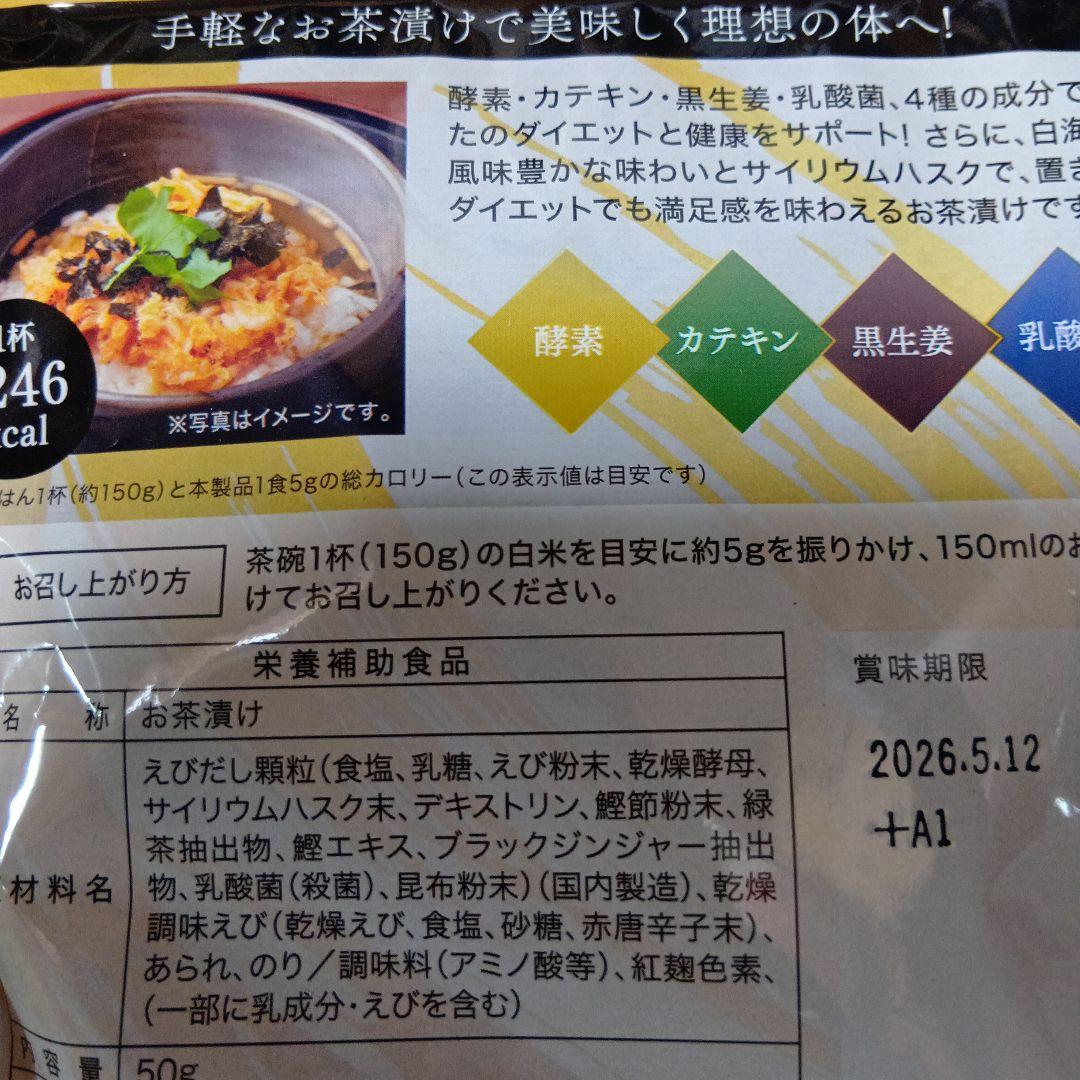 手軽なお茶漬けで美味しく理想の体へ!
酵素・カテキン・黒生姜・乳酸菌、4種の成分で
たのダイエットと健康をサポート! さらに、白海
風味豊かな味わいとサイリウムハスクで、置き
ダイエットでも満足感を味わえるお茶漬けです
酵素
カテキン
黒生姜
乳酸
1杯
246
kcal
※写真はイメージです。
はん1杯(約150g)と本製品1食5gの総カロリー(この表示値は目安です)
お召し上がり方
茶碗1杯(150g)の白米を目安に約5gを振りかけ、150mlのお
けてお召し上がりください。
栄養補助食品
名称
お茶漬け
材料名
えびだし顆粒(食塩、乳糖、えび粉末、乾燥酵母、
サイリウムハスク末、デキストリン、鰹節粉末、緑
茶抽出物、鰹エキス、ブラックジンジャー抽出
物、乳酸菌(殺菌)、昆布粉末)(国内製造)、乾燥
調味えび(乾燥えび、食塩、砂糖、赤唐辛子末)、
あられ、のり/調味料(アミノ酸等)、紅麹色素、
(一部に乳成分・えびを含む)
内容量
50g
賞味期限
2026.5.12
+A1